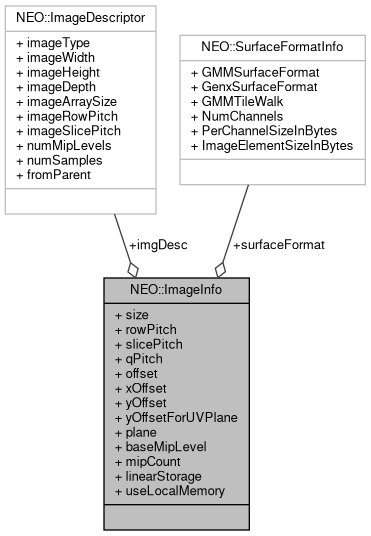 NEO::ImageDescriptor
+ imageType
+ imageWidth
+ imageHeight
+ imageDepth
+ imageArraySize
+ imageRowPitch
+ imageSlicePitch
+ numMipLevels
+ numSamples
+ fromParent
NEO::SurfaceFormatInfo
+ GMMSurfaceFormat
+ GenxSurfaceFormat
+ GMMTileWalk
+ NumChannels
+ PerChannelSizeInBytes
+ ImageElementSizeInBytes
+imgDesc
+surfaceFormat
NEO::ImageInfo
+ size
+ rowPitch
+ slicePitch
+ qPitch
+ offset
+ xOffset
+ yOffset
+ yOffsetForUVPlane
+ plane
+ baseMipLevel
+ mipCount
+ linearStorage
+ useLocalMemory